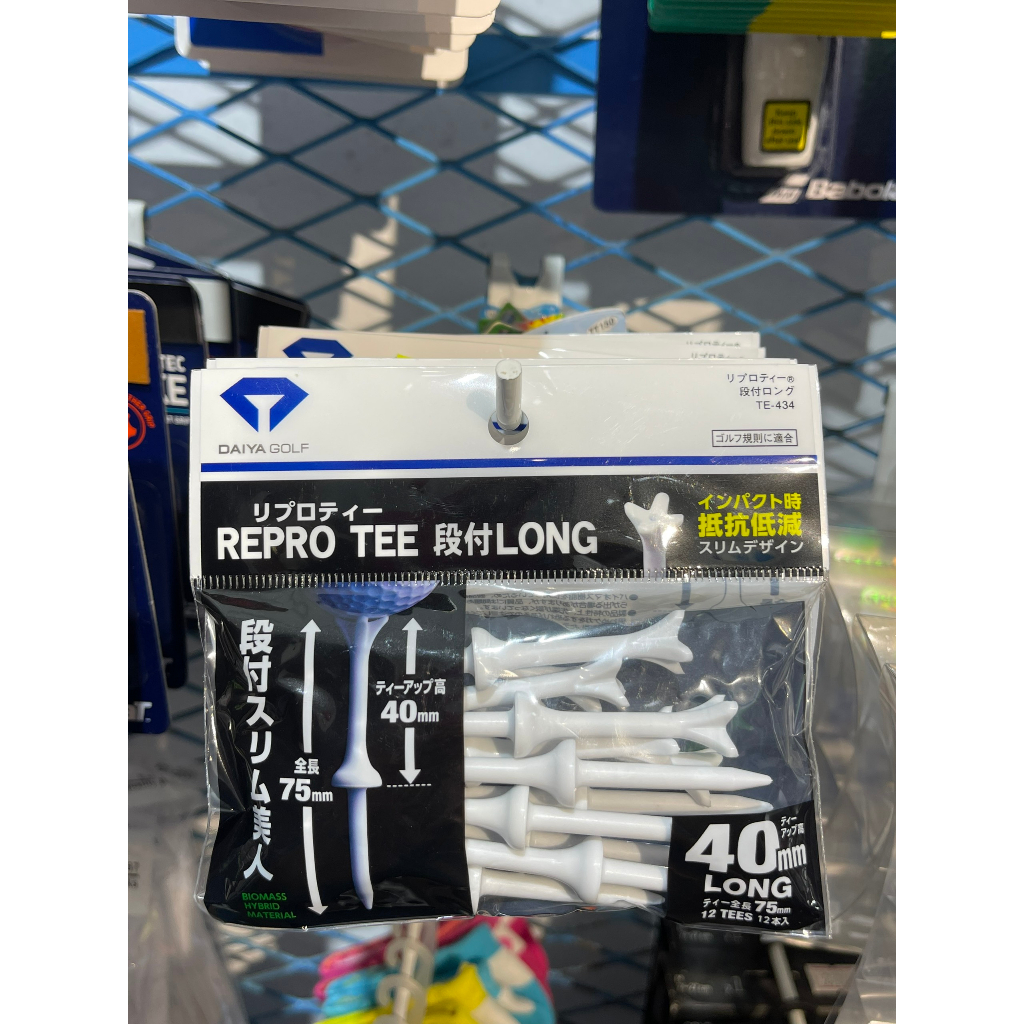 Babola
TEC
KE
DAIYA GOLF
リプロティー®
段付ロング
TE-434
ゴルフ規則に適合
リプロティー
REPRO TEE 段付LONG
インパクト時
抵抗低減
スリムデザイン
段付スリム美人
全長
75mm
ティーアップ高
40mm
BIOMASS
HYBRID
MATERIAL
ティー
アップ高
40mm
LONG
ティー全長 75mm
12 TEES 12本入